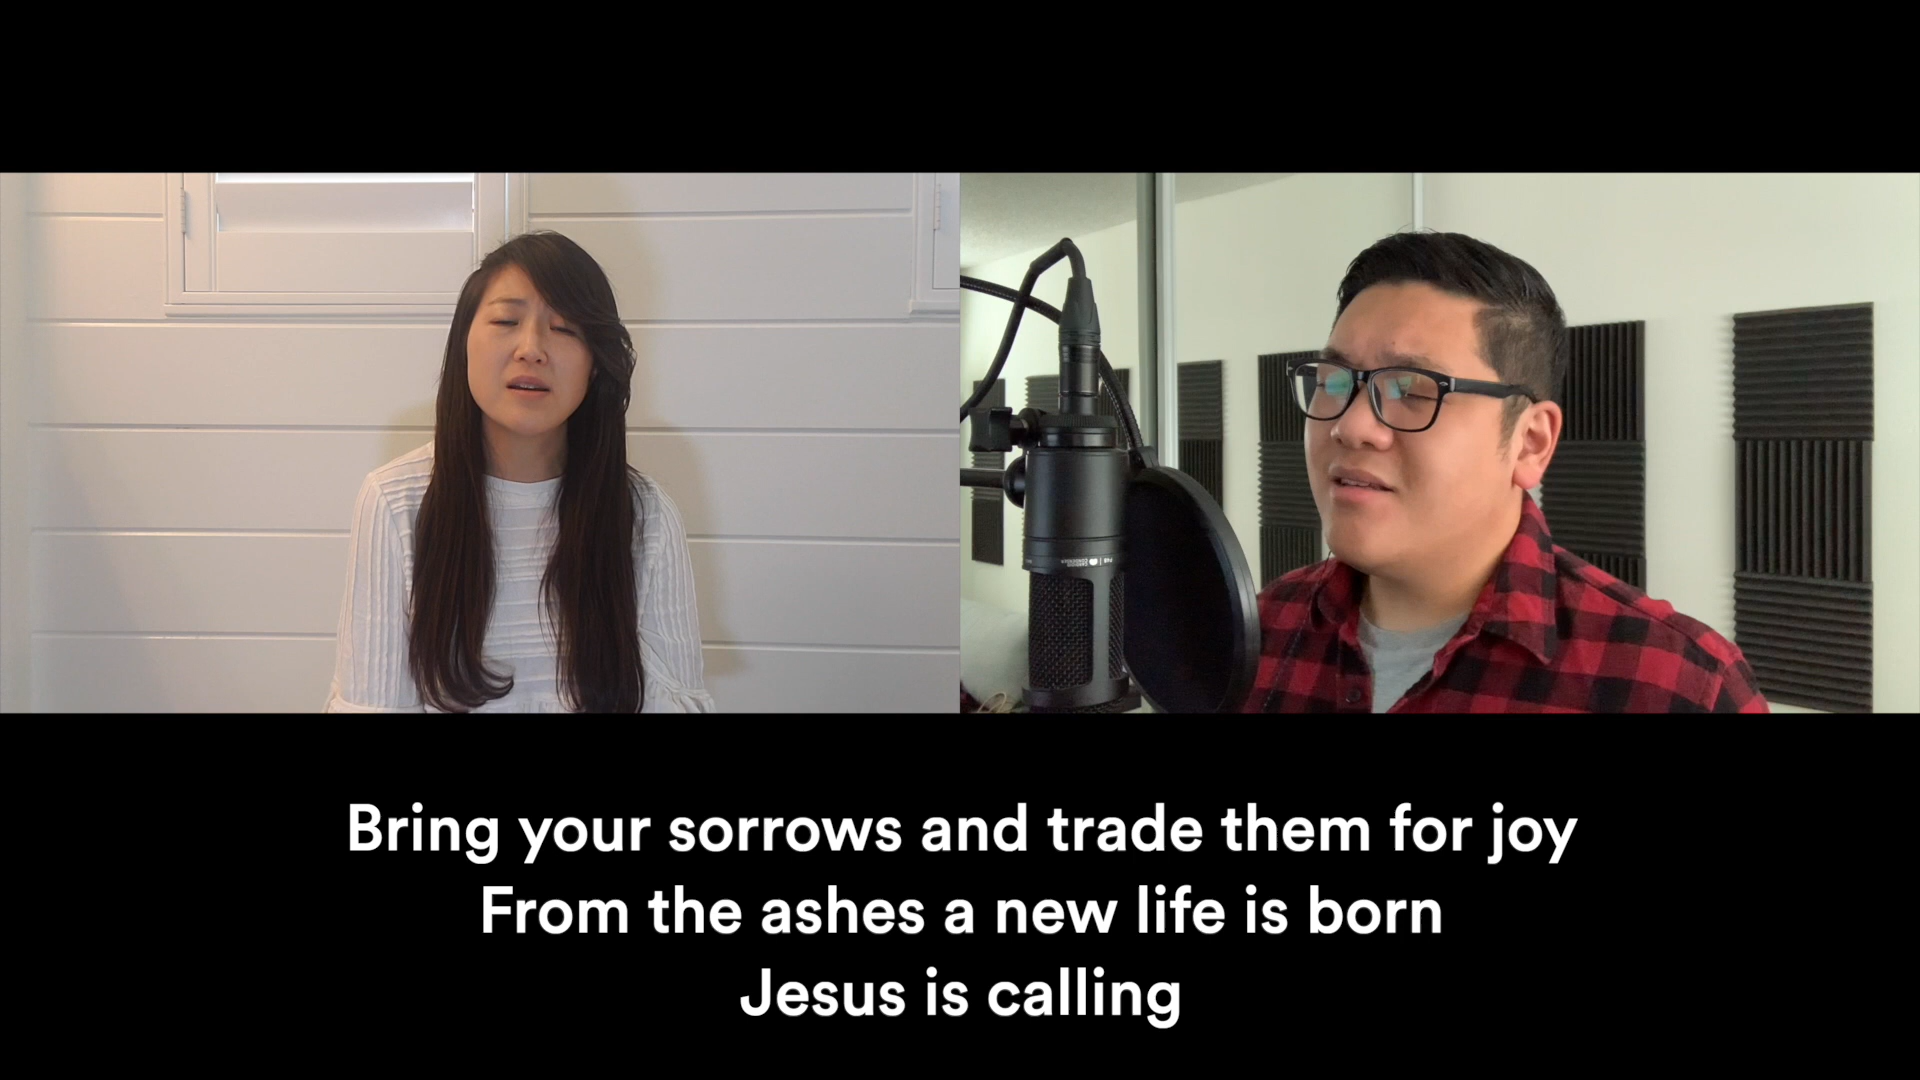 Bring your sorrows and trade them for joy
From the ashes a new life is born
Jesus is calling